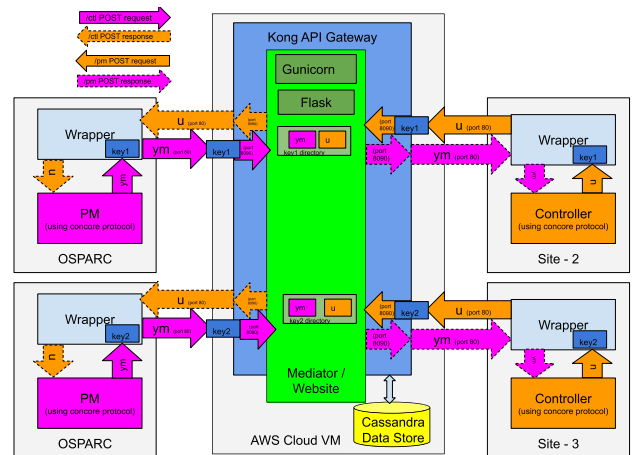 /ctl POST request
/ctl POST response
/pm POST request
/pm POST response
Kong API Gateway
Gunicorn
Flask
ym
u
key1 directory
Wrapper
key1
u
ym
PM
(using concore protocol)
OSPARC
u (port 80)
(port 8090)
ym (port 80)
key1
(port 8090)
(port 8090)
key1
u (port 80)
(port 8090)
ym (port 80)
Wrapper
key1
u
Controller
(using concore protocol)
Site - 2
Wrapper
key2
u
ym
PM
(using concore protocol)
OSPARC
u (port 80)
(port 8090)
ym (port 80)
key2
(port 8090)
ym
u
key2 directory
Mediator /
Website
(port 8090)
key2
u (port 80)
(port 8090)
ym (port 80)
Wrapper
key2
u
Controller
(using concore protocol)
Site - 3
Cassandra
Data Store
AWS Cloud VM